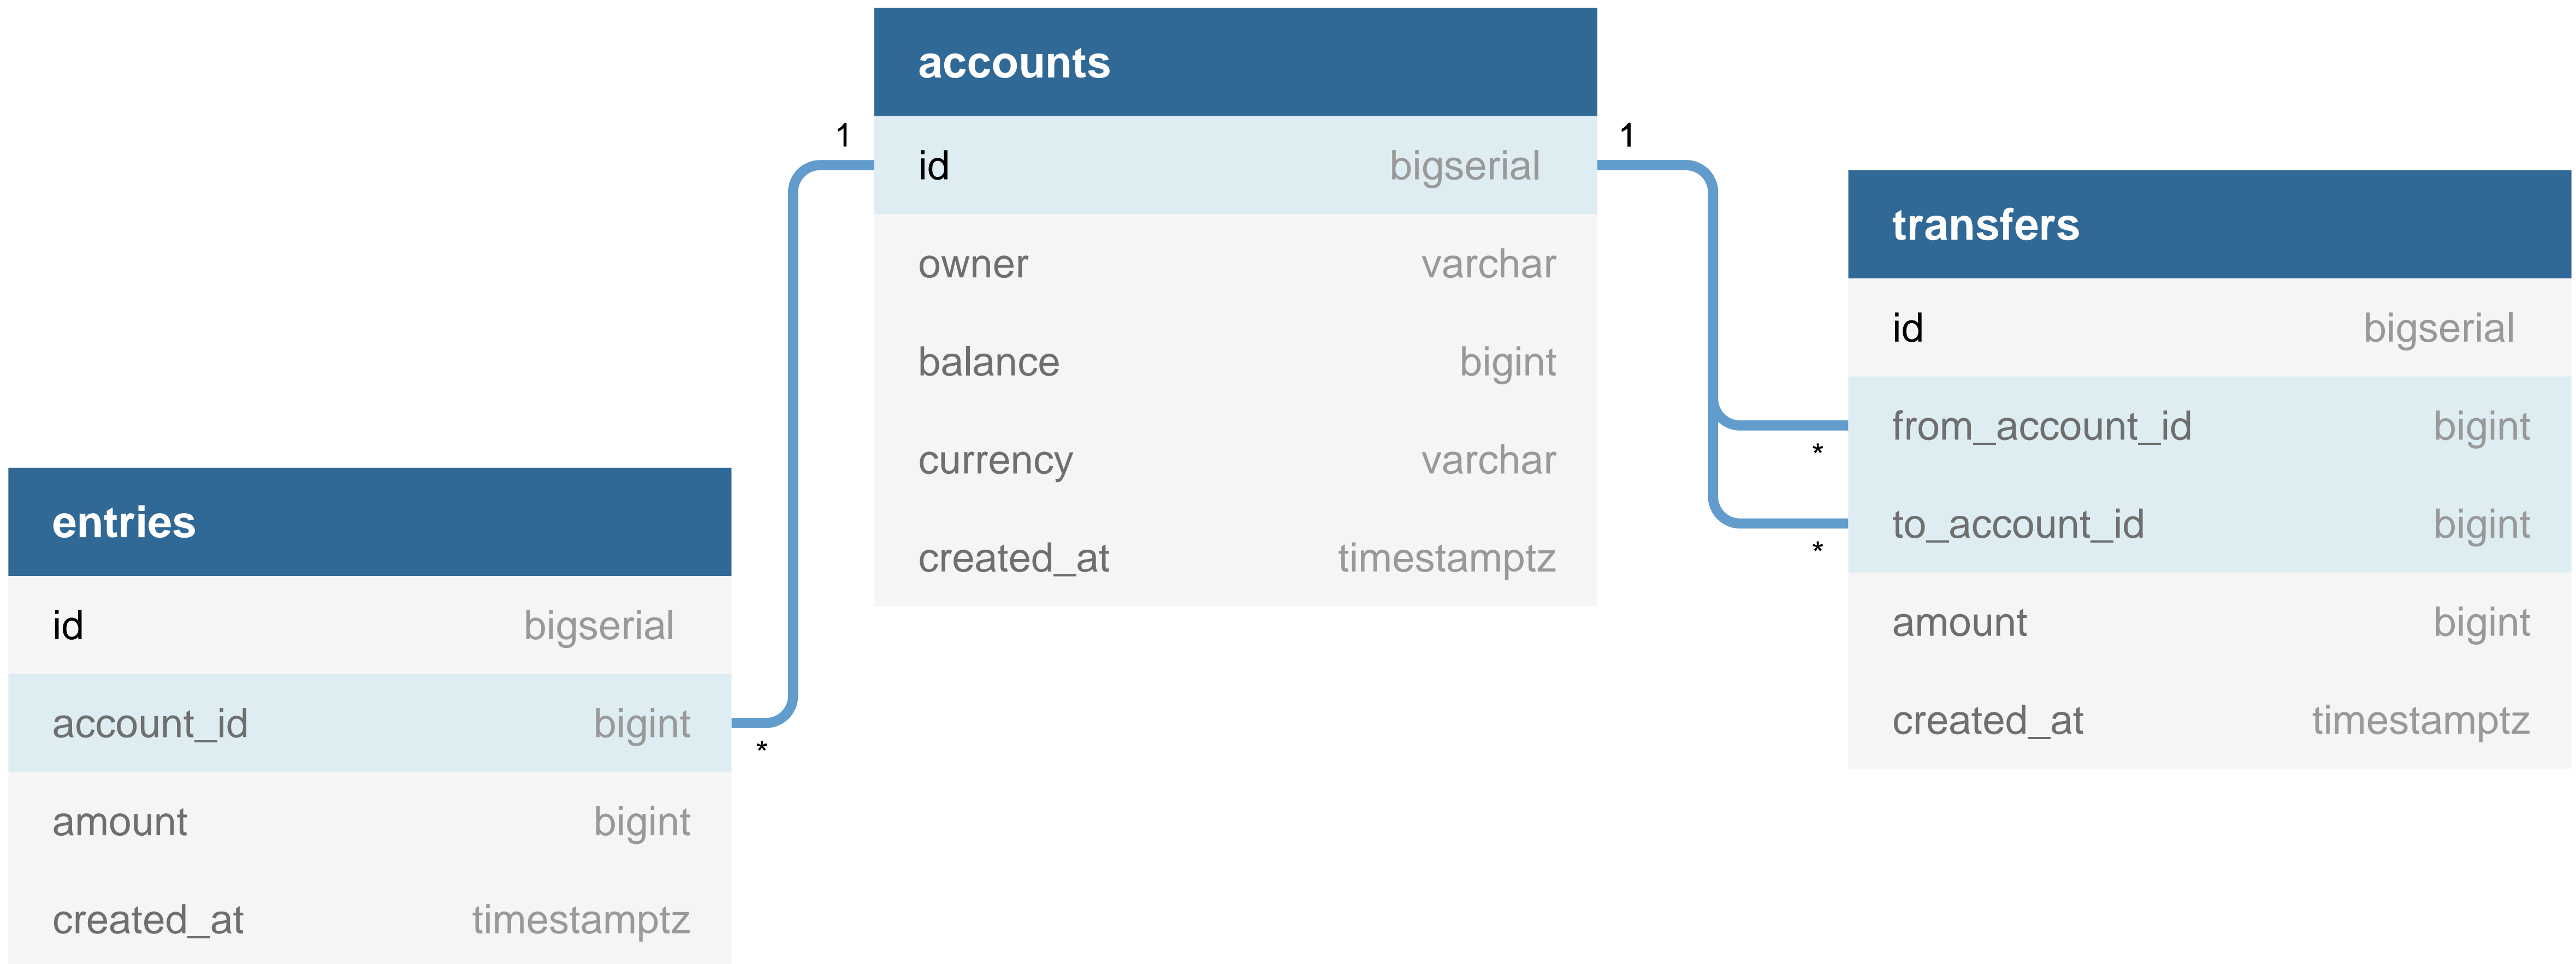 accounts
1
1
id bigserial
owner varchar
balance bigint
currency varchar
created_at timestamptz
transfers
id bigserial
from_account_id bigint
*
to_account_id bigint
*
amount bigint
created_at timestamptz
entries
id bigserial
account_id bigint
*
amount bigint
created_at timestamptz